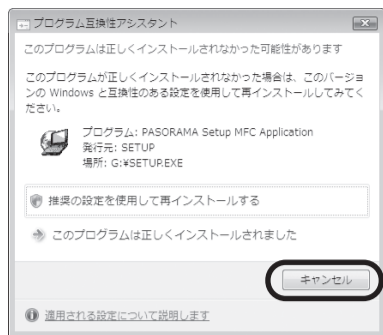 プログラム互換性アシスタント
このプログラムは正しくインストールされなかった可能性があります
このプログラムが正しくインストールされなかった場合は、このバージョ
ンの Windows と互換性のある設定を使用して再インストールしてみてく
ださい。
プログラム: PASORAMA Setup MFC Application
発行元: SETUP
場所: G:¥SETUP.EXE
推奨の設定を使用して再インストールする
このプログラムは正しくインストールされました
キャンセル
適用される設定について説明します